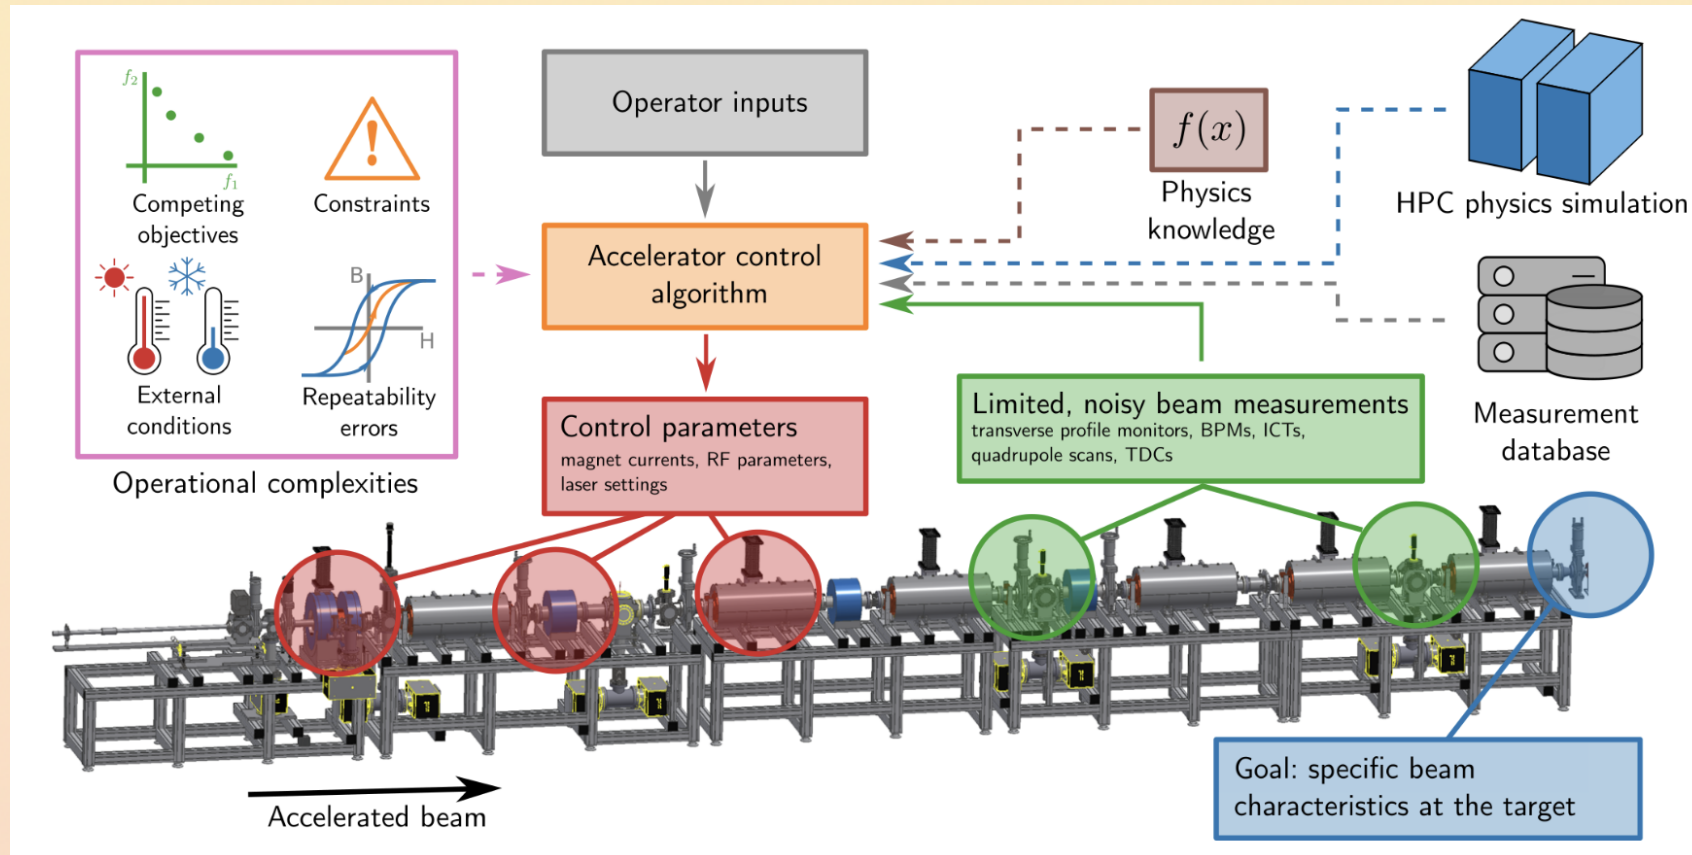 f₂
f₁
Competing
objectives
Constraints
External
conditions
B
H
Repeatability
errors
Operational complexities
Operator inputs
Accelerator control
algorithm
f(x)
Physics
knowledge
HPC physics simulation
Measurement
database
Control parameters
magnet currents, RF parameters,
laser settings
Limited, noisy beam measurements
transverse profile monitors, BPMs, ICTs,
quadrupole scans, TDCs
Accelerated beam
Goal: specific beam
characteristics at the target